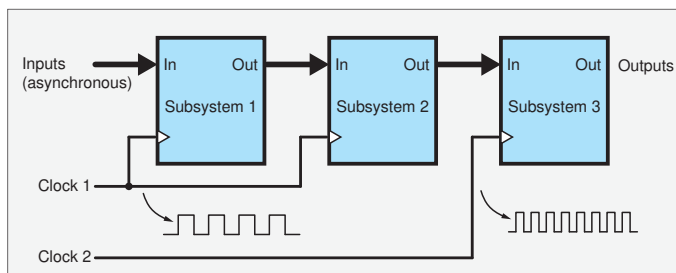 Inputs
(asynchronous)
In Out
Subsystem 1
In Out
Subsystem 2
In Out
Subsystem 3
Outputs
Clock 1
Clock 2